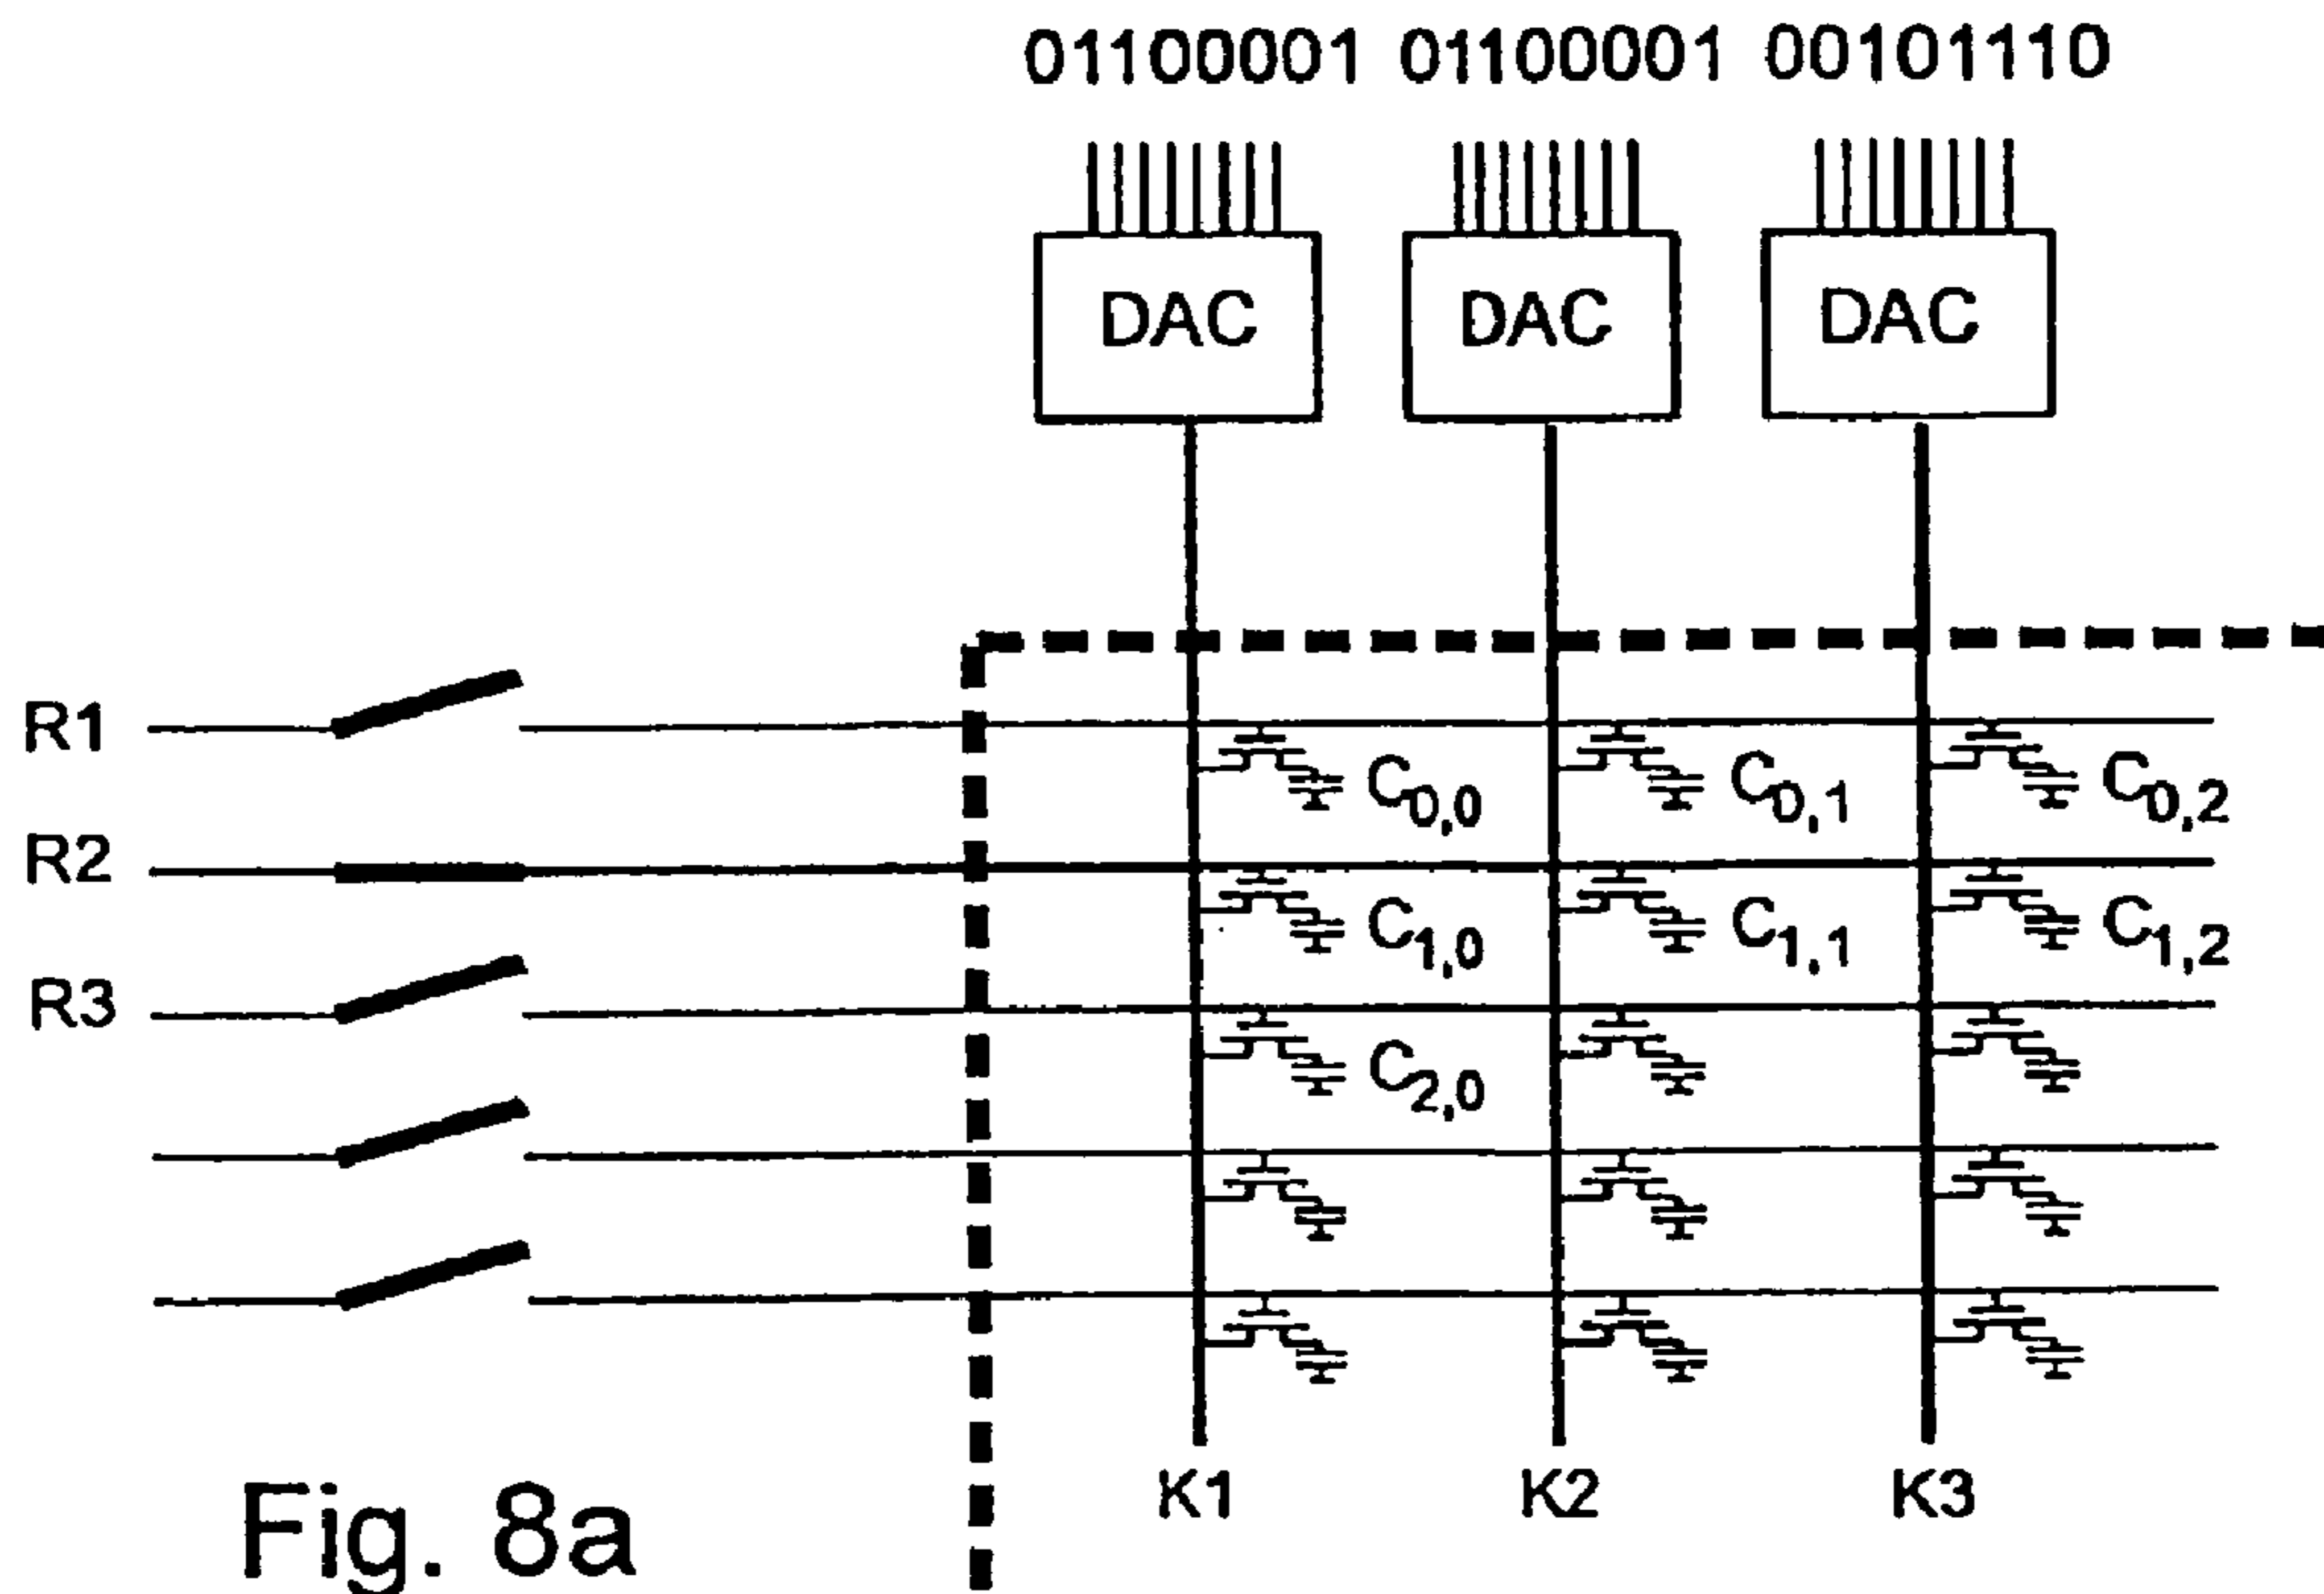 01100001 01100001 00101110
DAC DAC DAC
R1
C0,0 C0,1 C0,2
R2
C1,0 C1,1 C1,2
R3
C2,0
K1 K2 K3
Fig. 8a